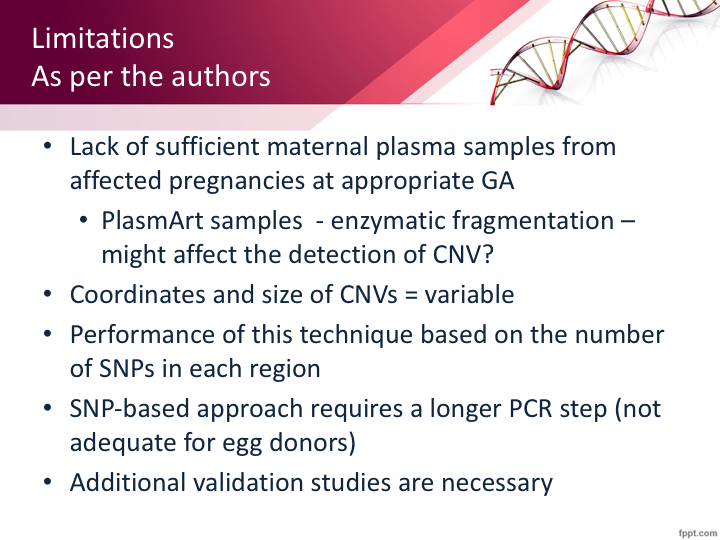 Limitations
As per the authors
• Lack of sufficient maternal plasma samples from
affected pregnancies at appropriate GA
• PlasmArt samples  - enzymatic fragmentation –
might affect the detection of CNV?
• Coordinates and size of CNVs = variable
• Performance of this technique based on the number
of SNPs in each region
• SNP-based approach requires a longer PCR step (not
adequate for egg donors)
• Additional validation studies are necessary
fppt.com